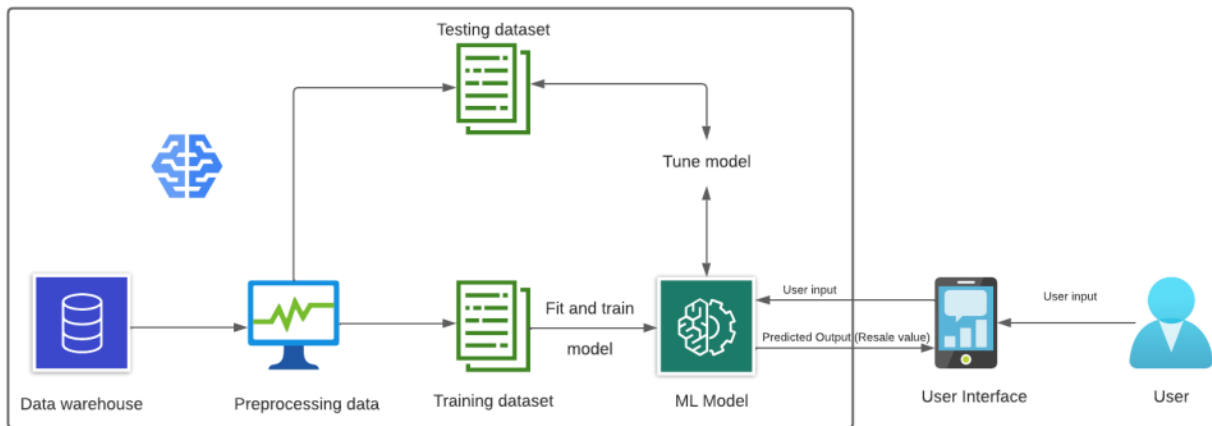 Testing dataset
Tune model
User input
User input
Fit and train
model
Predicted Output (Resale value)
Data warehouse
Preprocessing data
Training dataset
ML Model
User Interface
User